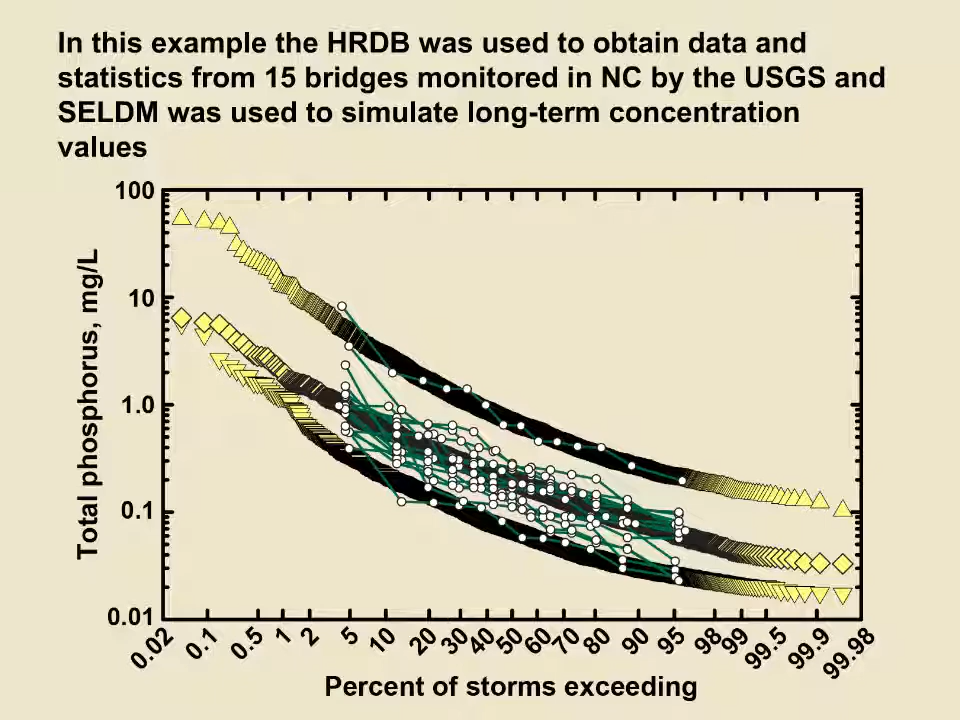 In this example the HRDB was used to obtain data and
statistics from 15 bridges monitored in NC by the USGS and
SELDM was used to simulate long-term concentration
values
100
10
1.0
0.1
0.01
Total phosphorus, mg/L
0.02 0.1 0.5 1 2 5 10 20 30 40 50 60 70 80 90 95 98 99 99.5 99.9 99.98
Percent of storms exceeding